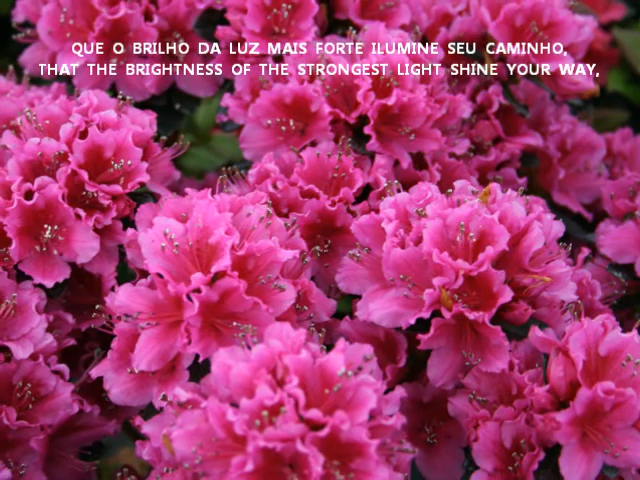 QUE O BRILHO DA LUZ MAIS FORTE ILUMINE SEU CAMINHO,
THAT THE BRIGHTNESS OF THE STRONGEST LIGHT SHINE YOUR WAY,